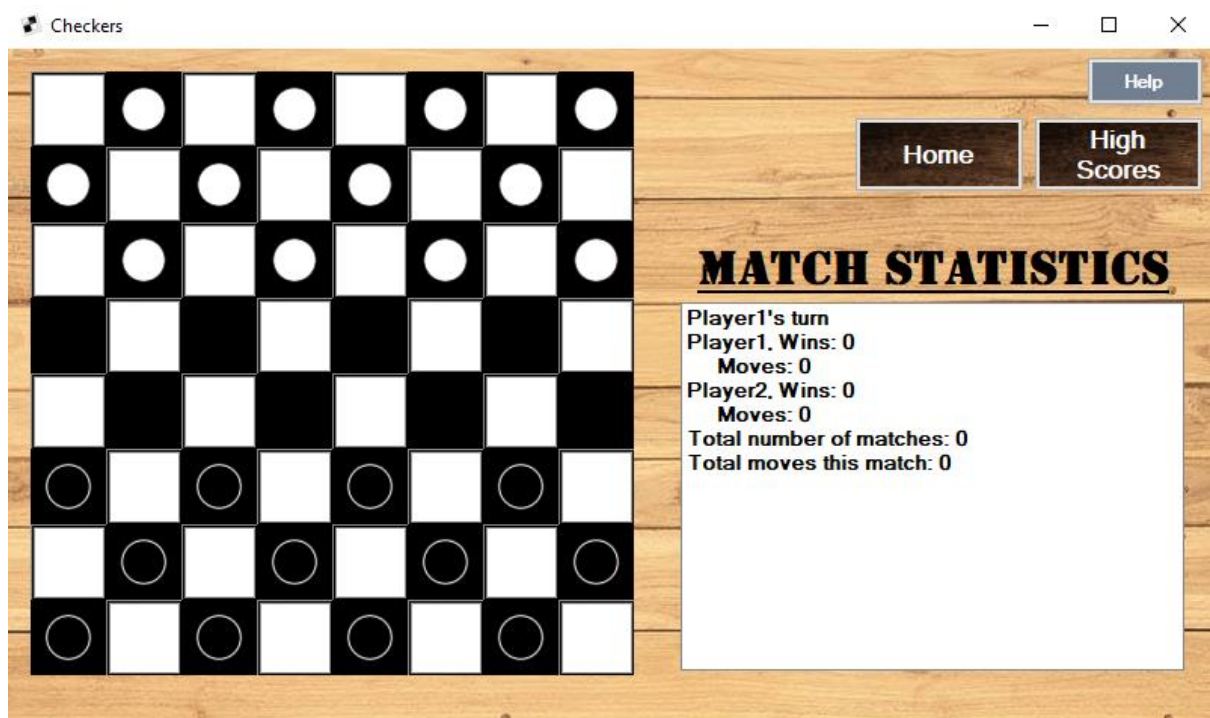 Checkers
Help
Home
High
Scores
MATCH STATISTICS
Player1's turn
Player1, Wins: 0
Moves: 0
Player2, Wins: 0
Moves: 0
Total number of matches: 0
Total moves this match: 0